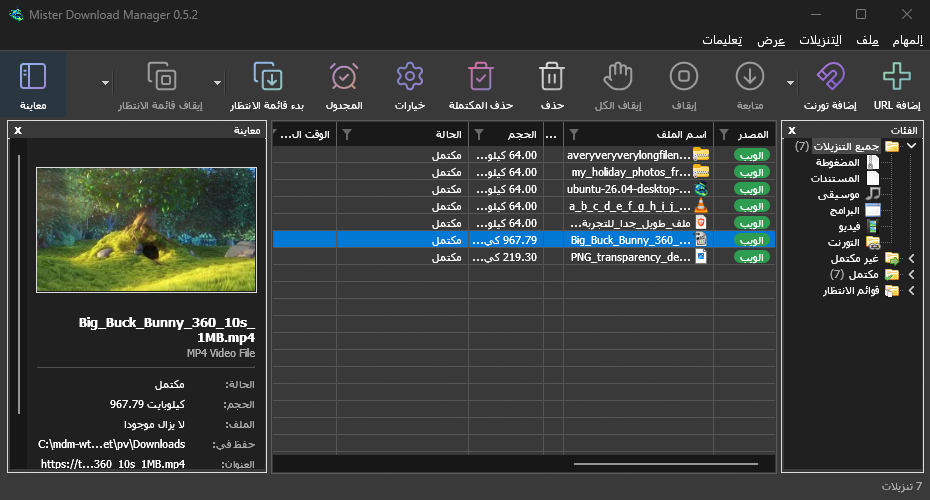 Mister Download Manager 0.5.2
المهام ملف التنزيلات عرض تعليمات
إضافة URL إضافة تورنت متابعة إيقاف إيقاف الكل حذف حذف المكتملة خيارات المجدول بدء قائمة الانتظار إيقاف قائمة الانتظار معاينة
الفئات
جميع التنزيلات (7)
المضغوطة
المستندات
موسيقى
البرامج
فيديو
التورنت
غير مكتمل
مكتمل (7)
قوائم الانتظار
المصدر اسم الملف ... الحجم الحالة الوقت ال...
الويب averyveryverylongfilen... 64.00 كيلو... مكتمل
الويب my_holiday_photos_fr... 64.00 كيلو... مكتمل
الويب ubuntu-26.04-desktop-... 64.00 كيلو... مكتمل
الويب a_b_c_d_e_f_g_h_i_j_... 64.00 كيلو... مكتمل
الويب ملف_طويل_جدا_للتجربة... 64.00 كيلو... مكتمل
الويب Big_Buck_Bunny_360_... 967.79 كي... مكتمل
الويب PNG_transparency_de... 219.30 كي... مكتمل
معاينة
Big_Buck_Bunny_360_10s_
1MB.mp4
MP4 Video File
الحالة: مكتمل
الحجم: 967.79 كيلوبايت
الملف: لا يزال موجودا
حفظ في: C:\mdm-wt...et\pv\Downloads
العنوان: https://t...360_10s_1MB.mp4
7 تنزيلات